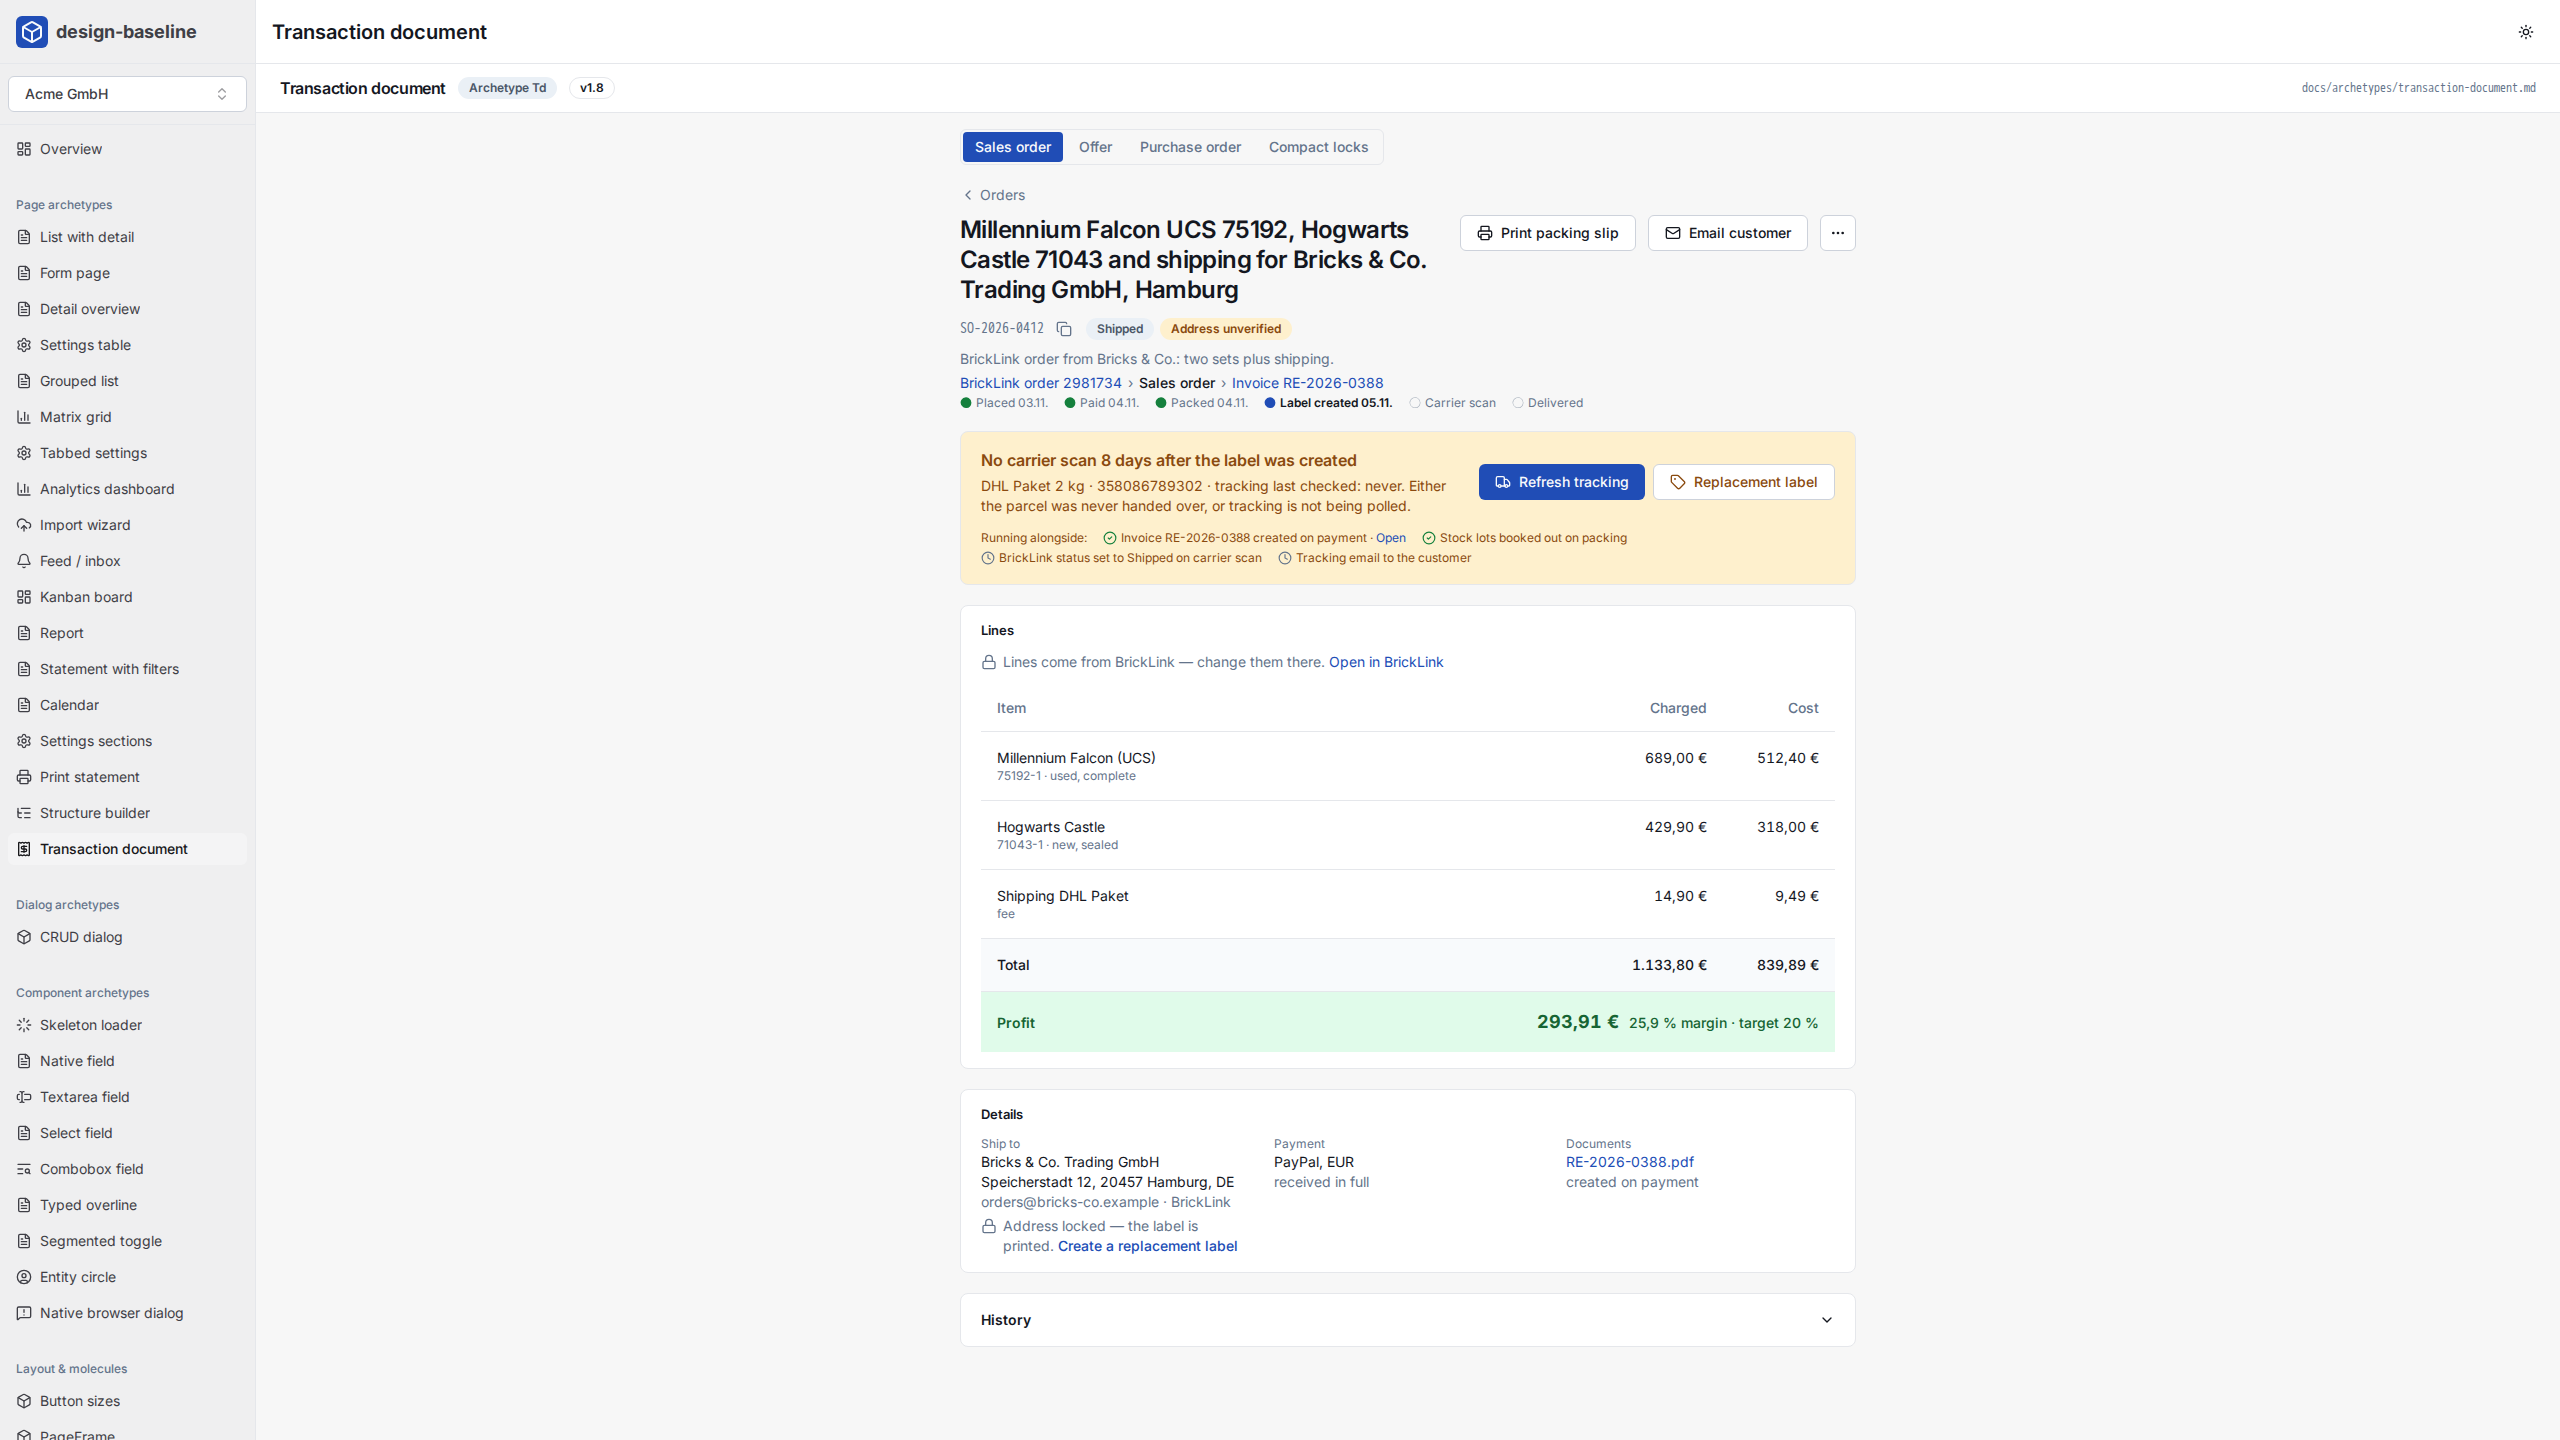 design-baseline
Transaction document
Acme GmbH
Transaction document
Archetype Td
v1.8
docs/archetypes/transaction-document.md
Overview
Page archetypes
List with detail
Form page
Detail overview
Settings table
Grouped list
Matrix grid
Tabbed settings
Analytics dashboard
Import wizard
Feed / inbox
Kanban board
Report
Statement with filters
Calendar
Settings sections
Print statement
Structure builder
Transaction document
Dialog archetypes
CRUD dialog
Component archetypes
Skeleton loader
Native field
Textarea field
Select field
Combobox field
Typed overline
Segmented toggle
Entity circle
Native browser dialog
Layout & molecules
Button sizes
PageFrame
Sales order Offer Purchase order Compact locks
Orders
Millennium Falcon UCS 75192, Hogwarts
Castle 71043 and shipping for Bricks & Co.
Trading GmbH, Hamburg
Print packing slip
Email customer
SO-2026-0412 Shipped Address unverified
BrickLink order from Bricks & Co.: two sets plus shipping.
BrickLink order 2981734 › Sales order › Invoice RE-2026-0388
Placed 03.11. Paid 04.11. Packed 04.11. Label created 05.11. Carrier scan Delivered
No carrier scan 8 days after the label was created
DHL Paket 2 kg · 358086789302 · tracking last checked: never. Either
the parcel was never handed over, or tracking is not being polled.
Refresh tracking
Replacement label
Running alongside: Invoice RE-2026-0388 created on payment · Open Stock lots booked out on packing
BrickLink status set to Shipped on carrier scan Tracking email to the customer
Lines
Lines come from BrickLink — change them there. Open in BrickLink
Item Charged Cost
Millennium Falcon (UCS) 689,00 € 512,40 €
75192-1 · used, complete
Hogwarts Castle 429,90 € 318,00 €
71043-1 · new, sealed
Shipping DHL Paket 14,90 € 9,49 €
fee
Total 1.133,80 € 839,89 €
Profit 293,91 € 25,9 % margin · target 20 %
Details
Ship to
Bricks & Co. Trading GmbH
Speicherstadt 12, 20457 Hamburg, DE
orders@bricks-co.example · BrickLink
Address locked — the label is
printed. Create a replacement label
Payment
PayPal, EUR
received in full
Documents
RE-2026-0388.pdf
created on payment
History